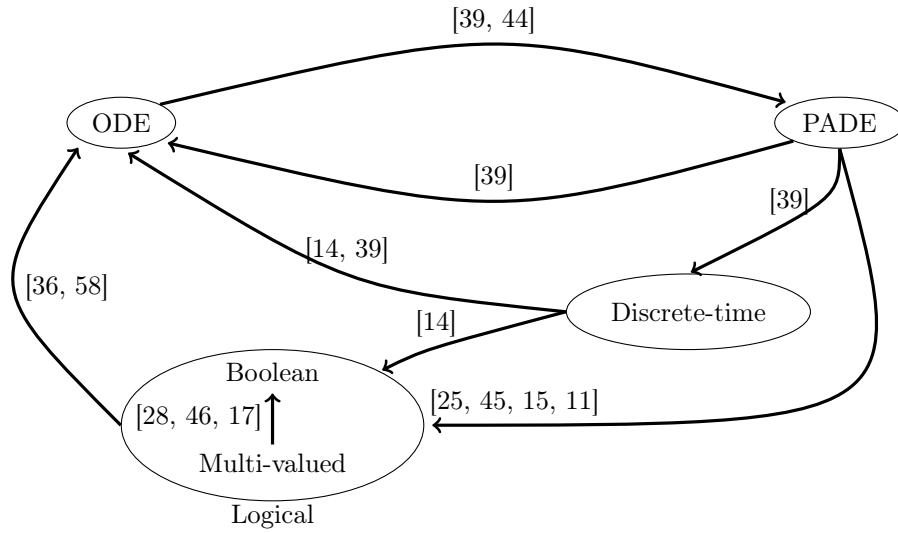 [39, 44]
ODE
PADE
[39]
[39]
[14, 39]
[36, 58]
Discrete-time
[14]
Boolean
[25, 45, 15, 11]
[28, 46, 17]
Multi-valued
Logical